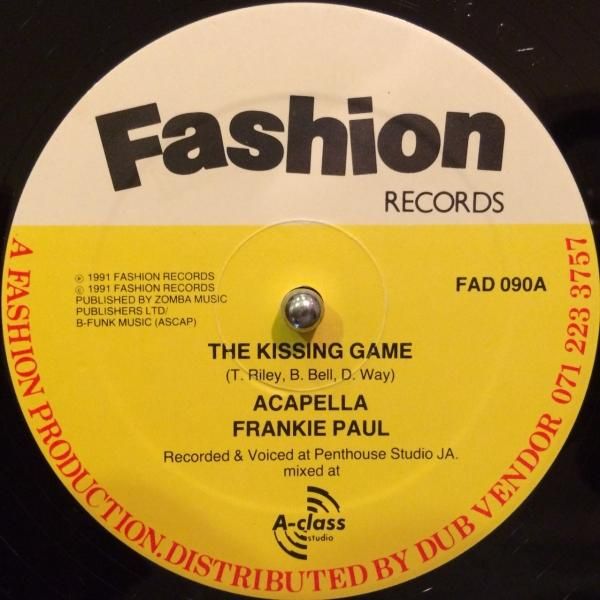 Fashion
RECORDS
℗ 1991 FASHION RECORDS
© 1991 FASHION RECORDS
PUBLISHED BY ZOMBA MUSIC
PUBLISHERS LTD/
B-FUNK MUSIC (ASCAP)
FAD 090A
THE KISSING GAME
(T. Riley, B. Bell, D. Way)
ACAPELLA
FRANKIE PAUL
Recorded & Voiced at Penthouse Studio JA.
mixed at
A-class
studio
A FASHION PRODUCTION.DISTRIBUTED BY DUB VENDOR 071 223 3757